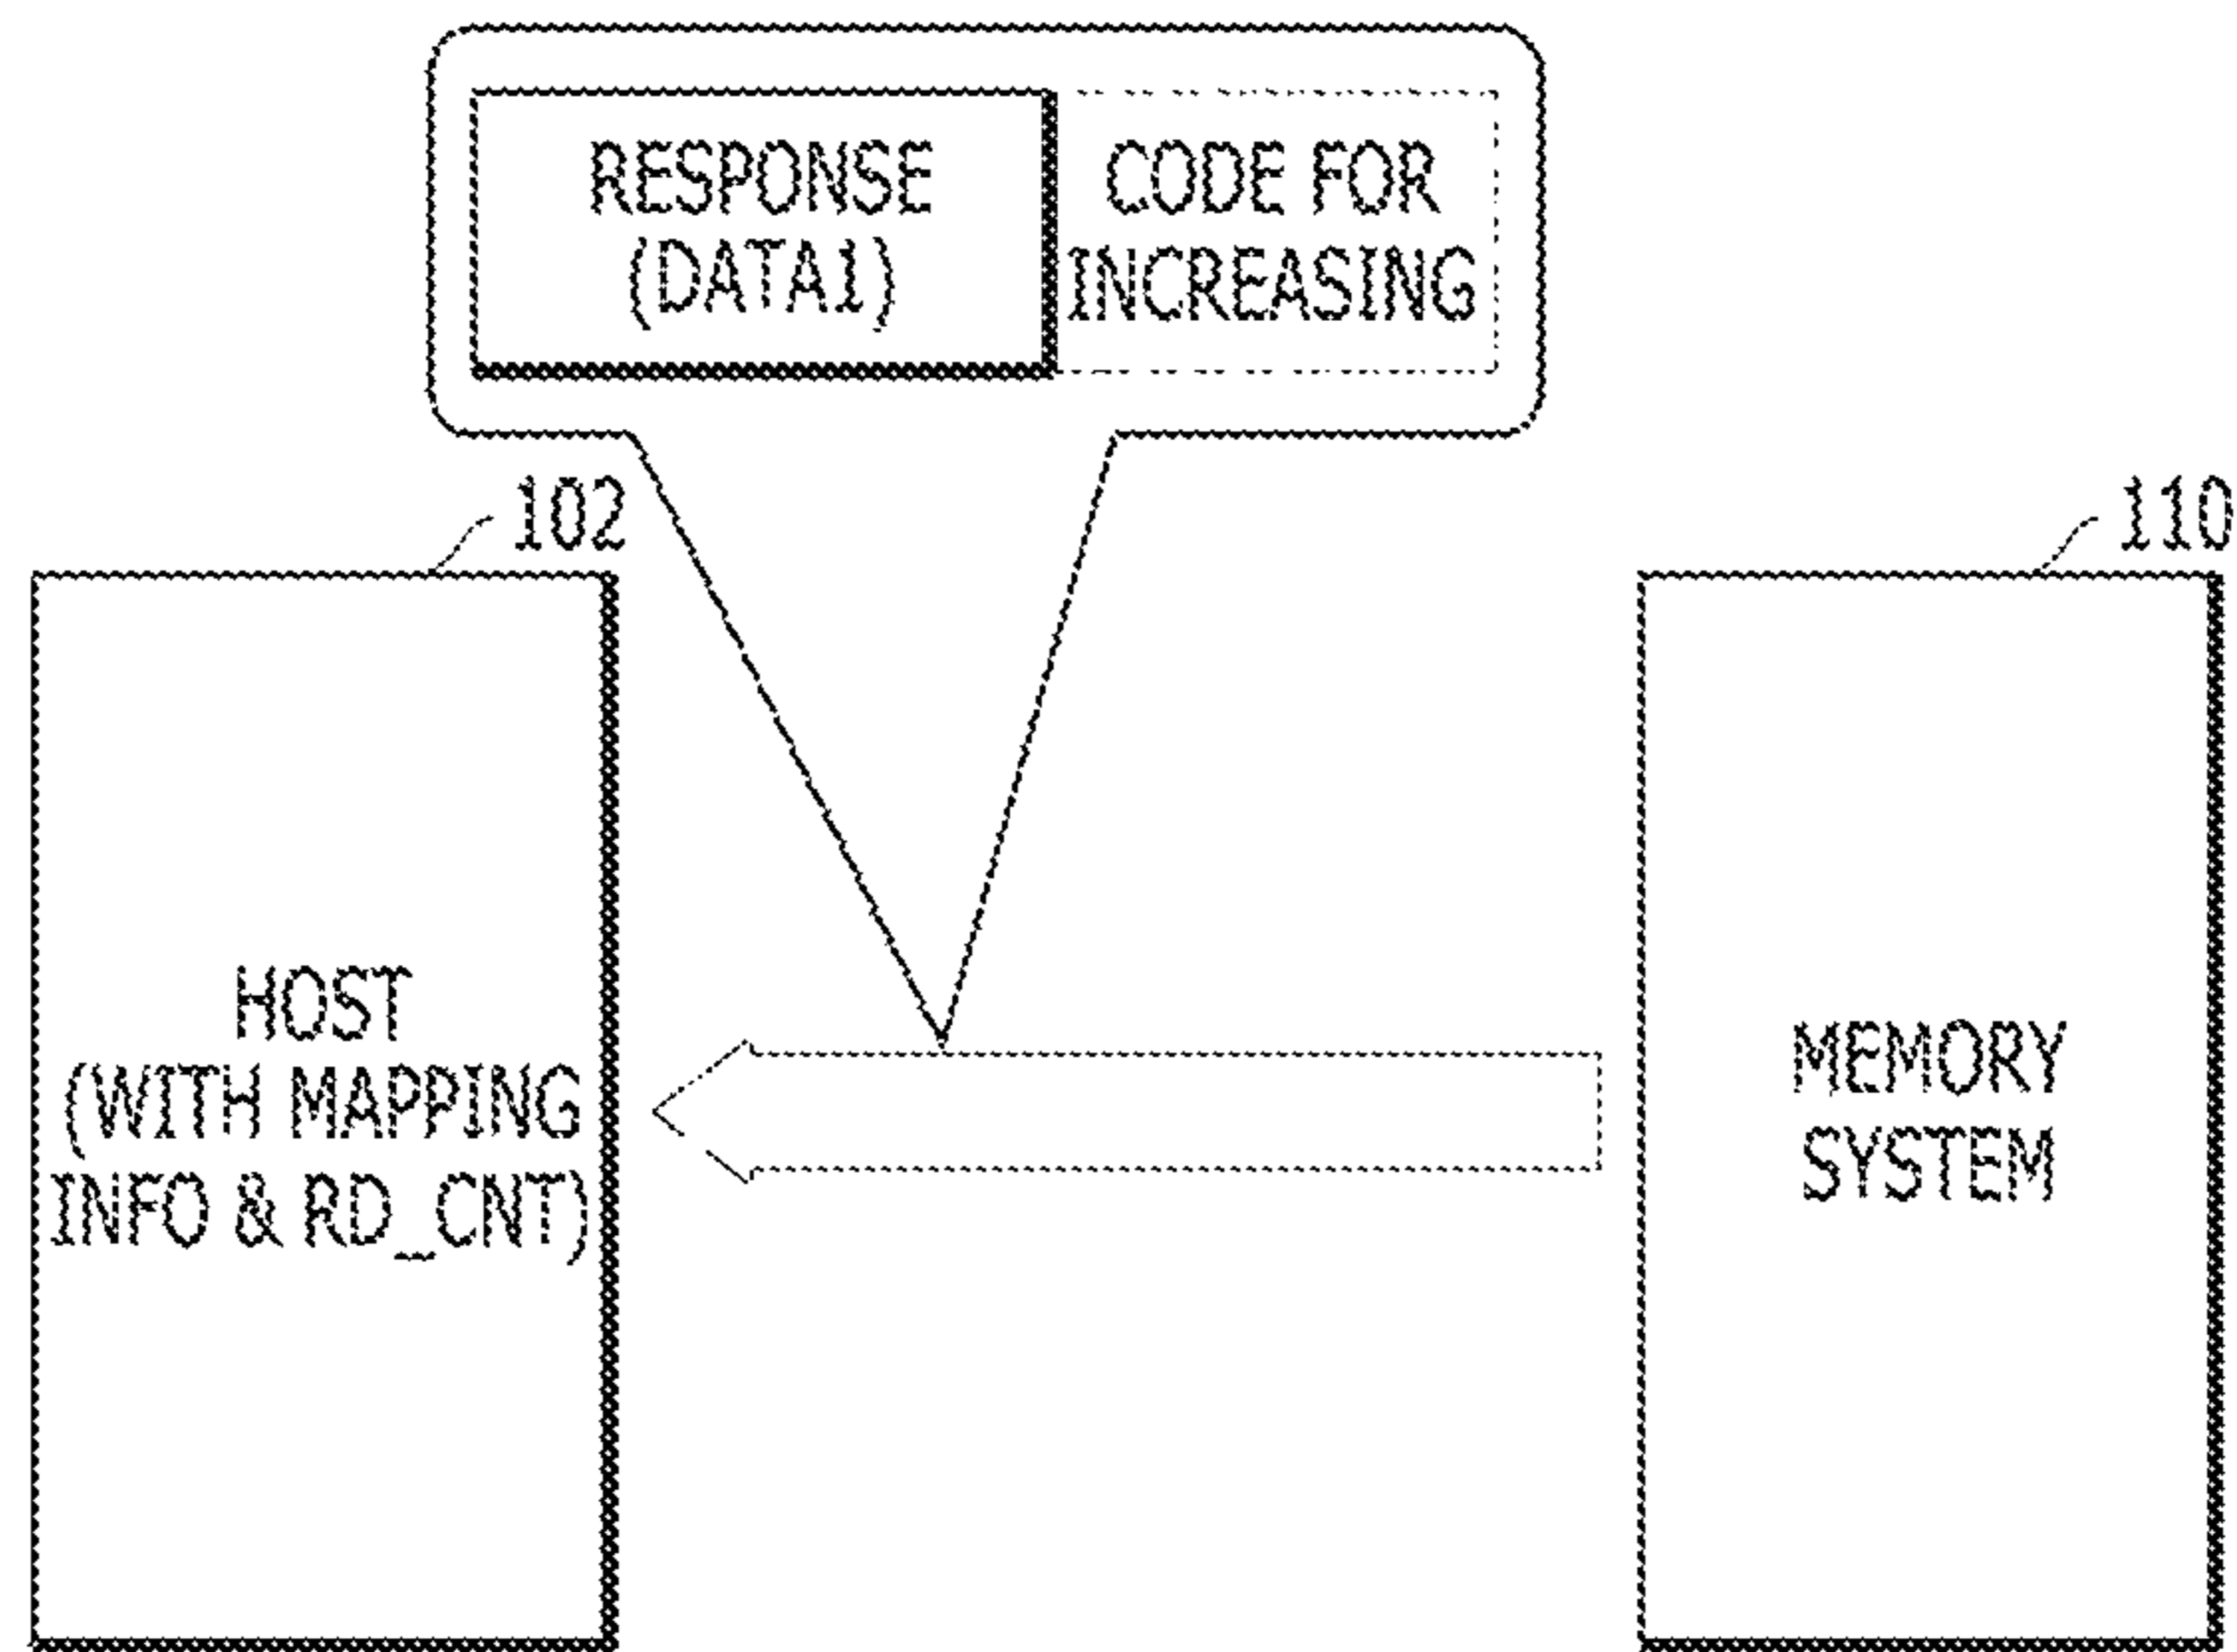 RESPONSE
(DATA1)
CODE FOR
INCREASING
102
110
HOST
(WITH MAPPING
INFO & RD_CNT)
MEMORY
SYSTEM